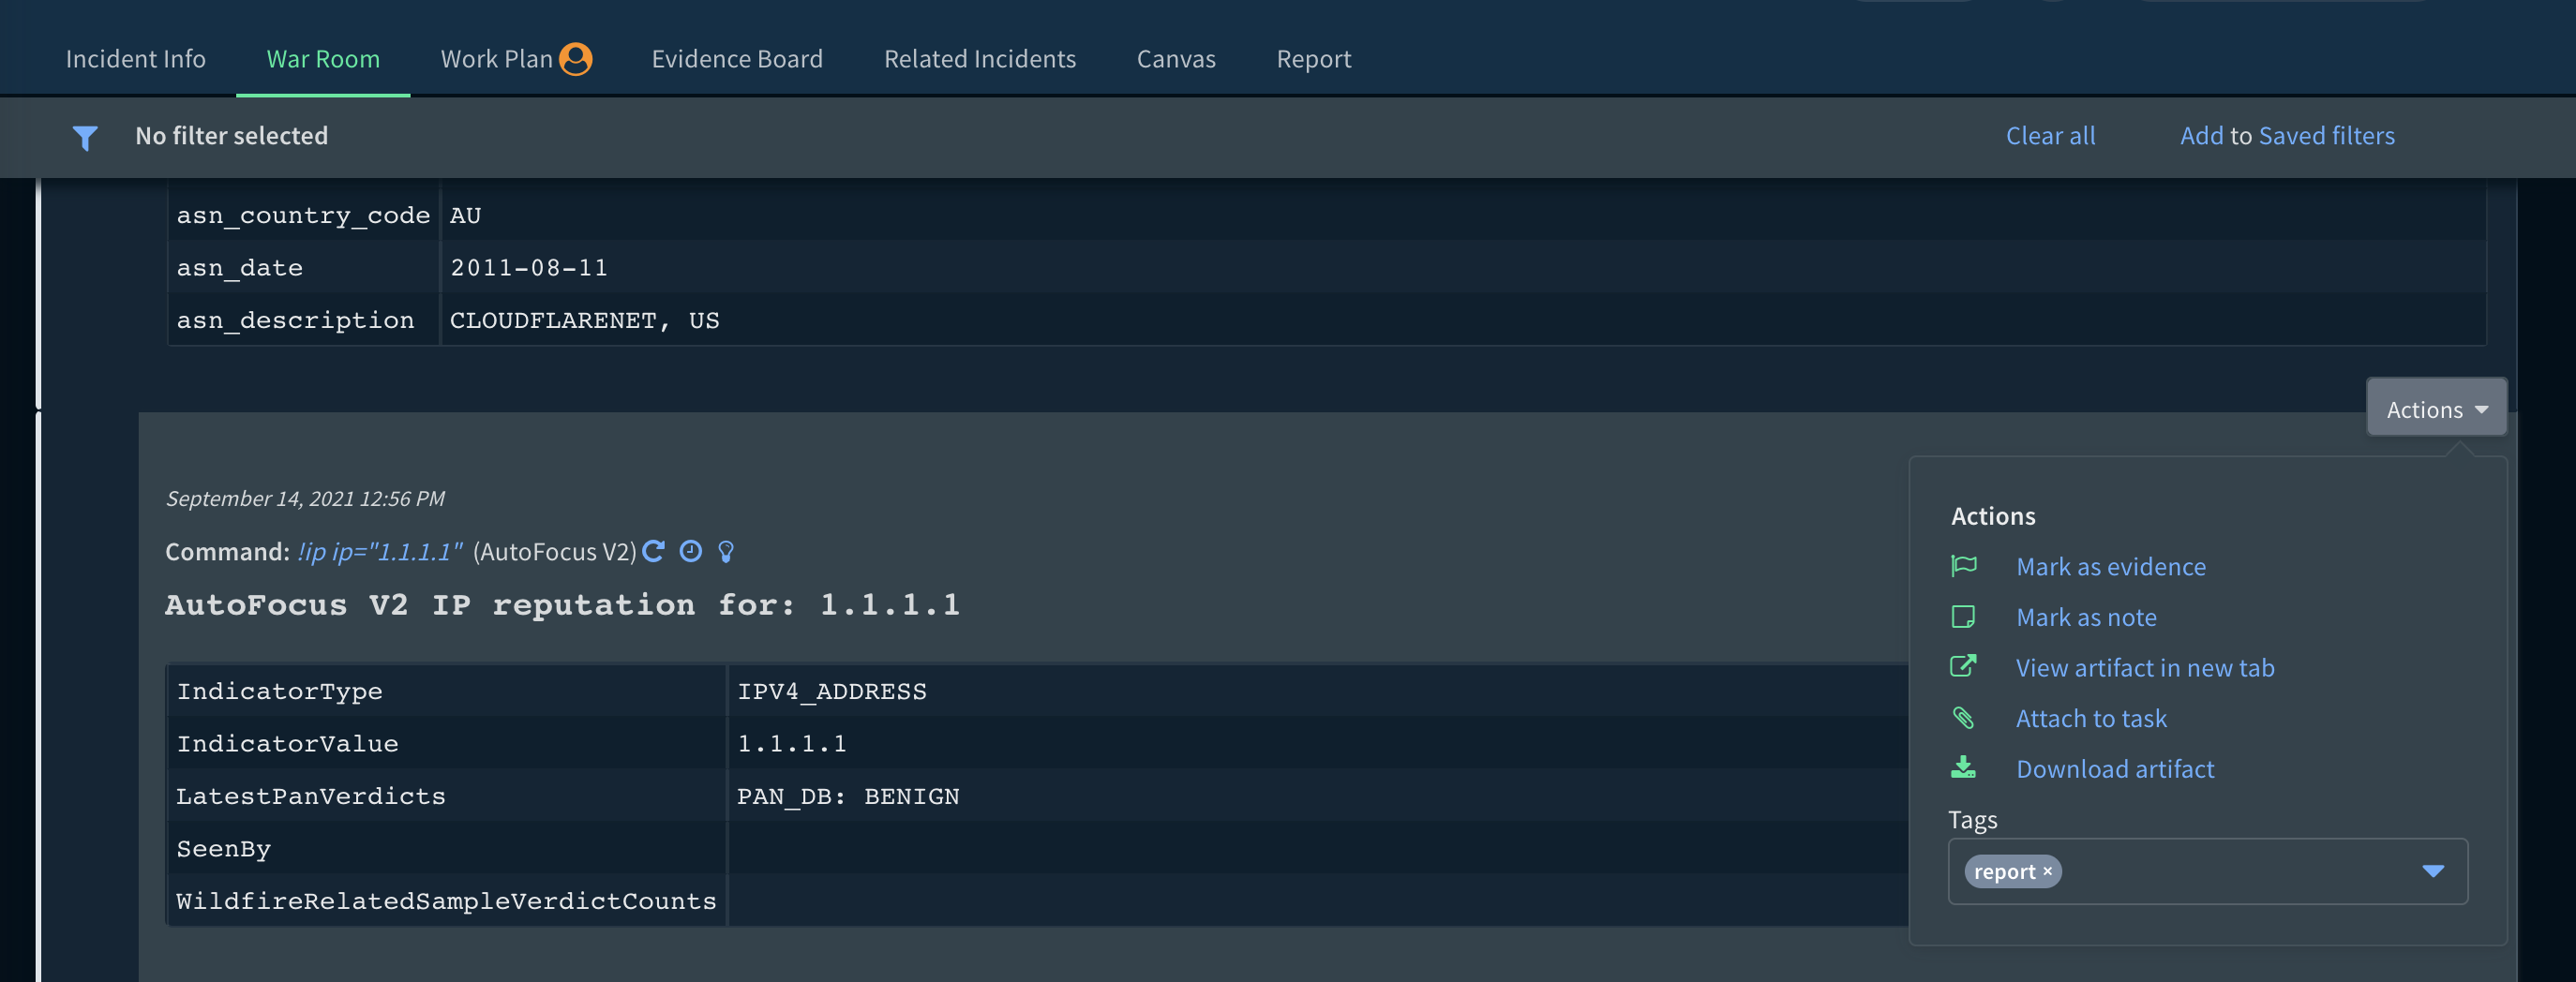 Incident Info War Room Work Plan Evidence Board Related Incidents Canvas Report
No filter selected Clear all Add to Saved filters
asn_country_code AU
asn_date 2011-08-11
asn_description CLOUDFLARENET, US
Actions
September 14, 2021 12:56 PM
Command: !ip ip="1.1.1.1" (AutoFocus V2)
AutoFocus V2 IP reputation for: 1.1.1.1
IndicatorType IPV4_ADDRESS
IndicatorValue 1.1.1.1
LatestPanVerdicts PAN_DB: BENIGN
SeenBy
WildfireRelatedSampleVerdictCounts
Actions
Mark as evidence
Mark as note
View artifact in new tab
Attach to task
Download artifact
Tags
report ×